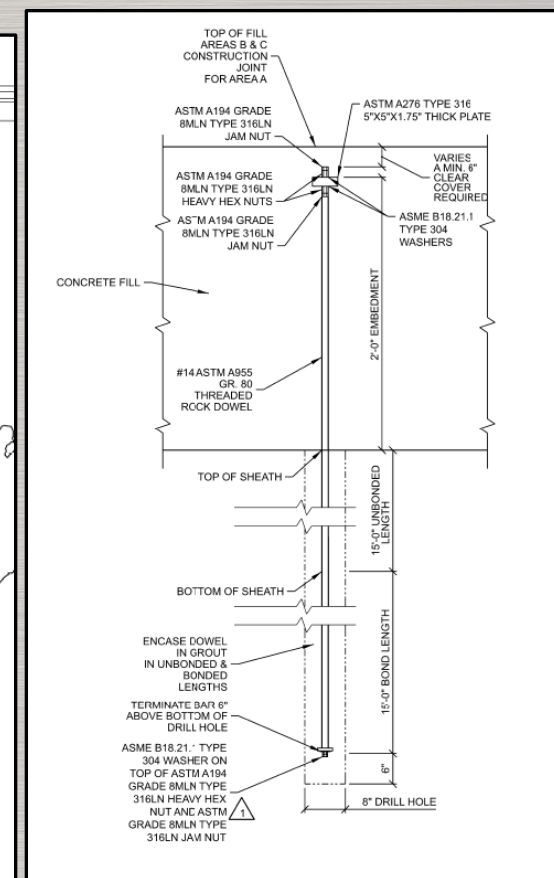 TOP OF FILL
AREAS B & C
CONSTRUCTION
JOINT
FOR AREA A
ASTM A194 GRADE
8MLN TYPE 316LN
JAM NUT
ASTM A276 TYPE 316
5"X5"X1.75" THICK PLATE
VARIES
A MIN. 6"
CLEAR
COVER
REQUIRED
ASTM A194 GRADE
8MLN TYPE 316LN
HEAVY HEX NUTS
ASTM A194 GRADE
8MLN TYPE 316LN
JAM NUT
ASME B18.21.1
TYPE 304
WASHERS
CONCRETE FILL
2'-0" EMBEDMENT
#14 ASTM A955
GR. 80
THREADED
ROCK DOWEL
TOP OF SHEATH
15'-0" UNBONDED
LENGTH
BOTTOM OF SHEATH
15'-0" BOND LENGTH
ENCASE DOWEL
IN GROUT
IN UNBONDED &
BONDED
LENGTHS
TERMINATE BAR 6"
ABOVE BOTTOM OF
DRILL HOLE
ASME B18.21.1 TYPE
304 WASHER ON
TOP OF ASTM A194
GRADE 8MLN TYPE
316LN HEAVY HEX
NUT AND ASTM
GRADE 8MLN TYPE
316LN JAM NUT
1
6"
8" DRILL HOLE